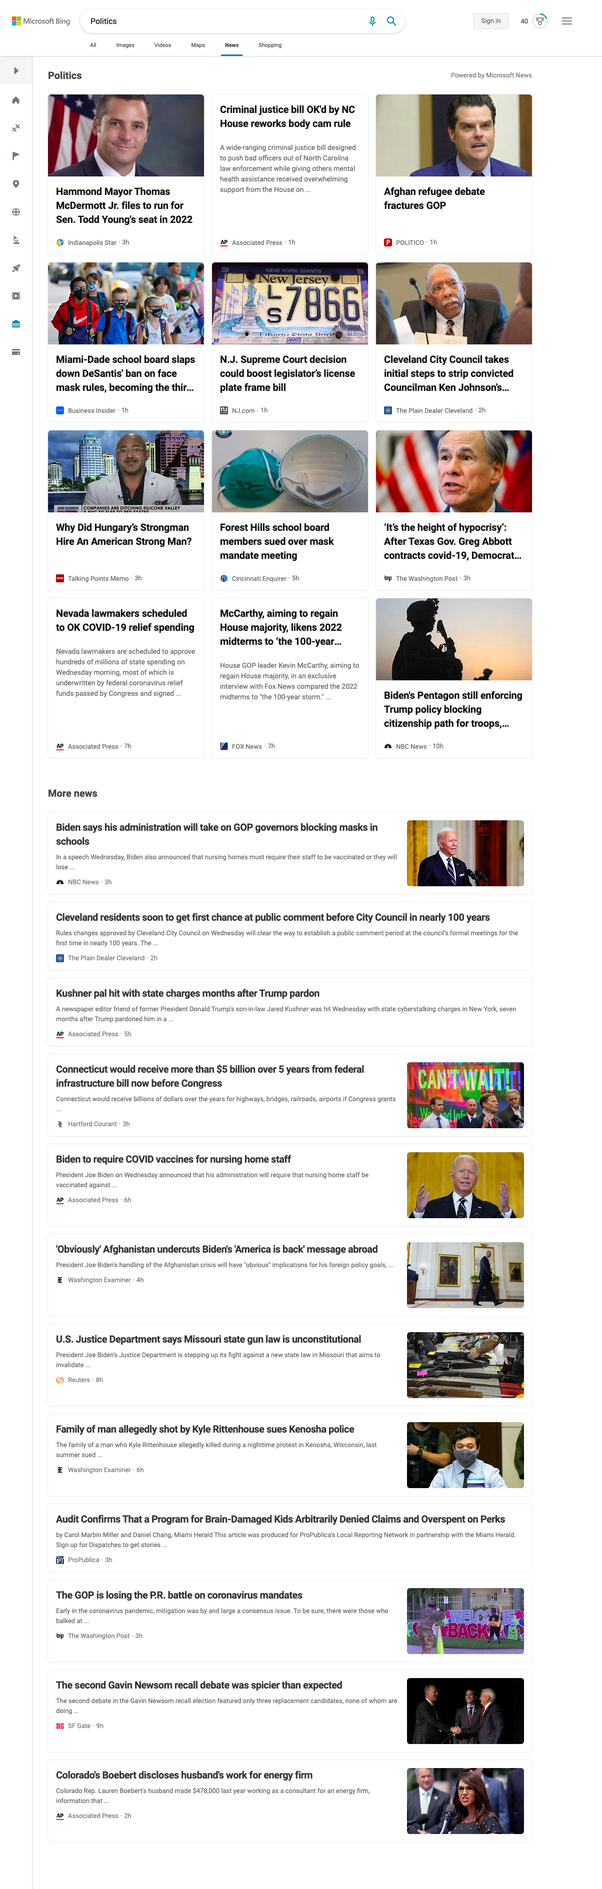 Microsoft Bing
Politics
Sign in
40
All Images Videos Maps News Shopping
Politics
Powered by Microsoft News
Hammond Mayor Thomas
McDermott Jr. files to run for
Sen. Todd Young's seat in 2022
Indianapolis Star · 3h
Criminal justice bill OK'd by NC
House reworks body cam rule
A wide-ranging criminal justice bill designed
to push bad officers out of North Carolina
law enforcement while giving others mental
health assistance received overwhelming
support from the House on ...
AP Associated Press · 1h
Afghan refugee debate
fractures GOP
P POLITICO · 1h
Miami-Dade school board slaps
down DeSantis' ban on face
mask rules, becoming the thir...
Business Insider · 1h
NEW YORK GIANTS
New Jersey
LS 7866
N.J. Supreme Court decision
could boost legislator's license
plate frame bill
NJ.com · 1h
Cleveland City Council takes
initial steps to strip convicted
Councilman Ken Johnson's...
The Plain Dealer Cleveland · 2h
COMPANIES ARE DITCHING SILICONE VALLEY
Why Did Hungary's Strongman
Hire An American Strong Man?
Talking Points Memo · 3h
Forest Hills school board
members sued over mask
mandate meeting
Cincinnati Enquirer · 5h
'It's the height of hypocrisy':
After Texas Gov. Greg Abbott
contracts covid-19, Democrat...
wp The Washington Post · 3h
Nevada lawmakers scheduled
to OK COVID-19 relief spending
Nevada lawmakers are scheduled to approve
hundreds of millions of state spending on
Wednesday morning, most of which is
underwritten by federal coronavirus relief
funds passed by Congress and signed ...
AP Associated Press · 7h
McCarthy, aiming to regain
House majority, likens 2022
midterms to 'the 100-year...
House GOP leader Kevin McCarthy, aiming to
regain House majority, in an exclusive
interview with Fox News compared the 2022
midterms to "the 100-year storm." ...
FOX News · 7h
Biden's Pentagon still enforcing
Trump policy blocking
citizenship path for troops,...
NBC News · 10h
More news
Biden says his administration will take on GOP governors blocking masks in
schools
In a speech Wednesday, Biden also announced that nursing homes must require their staff to be vaccinated or they will
lose ...
NBC News · 3h
Cleveland residents soon to get first chance at public comment before City Council in nearly 100 years
Rules changes approved by Cleveland City Council on Wednesday will clear the way to establish a public comment period at the council's formal meetings for the
first time in nearly 100 years. The ...
The Plain Dealer Cleveland · 2h
Kushner pal hit with state charges months after Trump pardon
A newspaper editor friend of former President Donald Trump's son-in-law Jared Kushner was hit Wednesday with state cyberstalking charges in New York, seven
months after Trump pardoned him in a ...
AP Associated Press · 5h
Connecticut would receive more than $5 billion over 5 years from federal
infrastructure bill now before Congress
Connecticut would receive billions of dollars over the years for highways, bridges, railroads, airports if Congress grants
...
Hartford Courant · 3h
CAN'T WAIT!
Biden to require COVID vaccines for nursing home staff
President Joe Biden on Wednesday announced that his administration will require that nursing home staff be
vaccinated against ...
AP Associated Press · 6h
'Obviously' Afghanistan undercuts Biden's 'America is back' message abroad
President Joe Biden's handling of the Afghanistan crisis will have "obvious" implications for his foreign policy goals, ...
Washington Examiner · 4h
U.S. Justice Department says Missouri state gun law is unconstitutional
President Joe Biden's Justice Department is stepping up its fight against a new state law in Missouri that aims to
invalidate ...
Reuters · 8h
Family of man allegedly shot by Kyle Rittenhouse sues Kenosha police
The family of a man who Kyle Rittenhouse allegedly killed during a nighttime protest in Kenosha, Wisconsin, last
summer sued ...
Washington Examiner · 6h
Audit Confirms That a Program for Brain-Damaged Kids Arbitrarily Denied Claims and Overspent on Perks
by Carol Marbin Miller and Daniel Chang, Miami Herald This article was produced for ProPublica's Local Reporting Network in partnership with the Miami Herald.
Sign up for Dispatches to get stories ...
ProPublica · 3h
The GOP is losing the P.R. battle on coronavirus mandates
Early in the coronavirus pandemic, mitigation was by and large a consensus issue. To be sure, there were those who
balked at ...
wp The Washington Post · 3h
WELCOME
BACK
The second Gavin Newsom recall debate was spicier than expected
The second debate in the Gavin Newsom recall election featured only three replacement candidates, none of whom are
doing ...
SF Gate · 9h
Colorado's Boebert discloses husband's work for energy firm
Colorado Rep. Lauren Boebert's husband made $478,000 last year working as a consultant for an energy firm,
information that ...
AP Associated Press · 2h